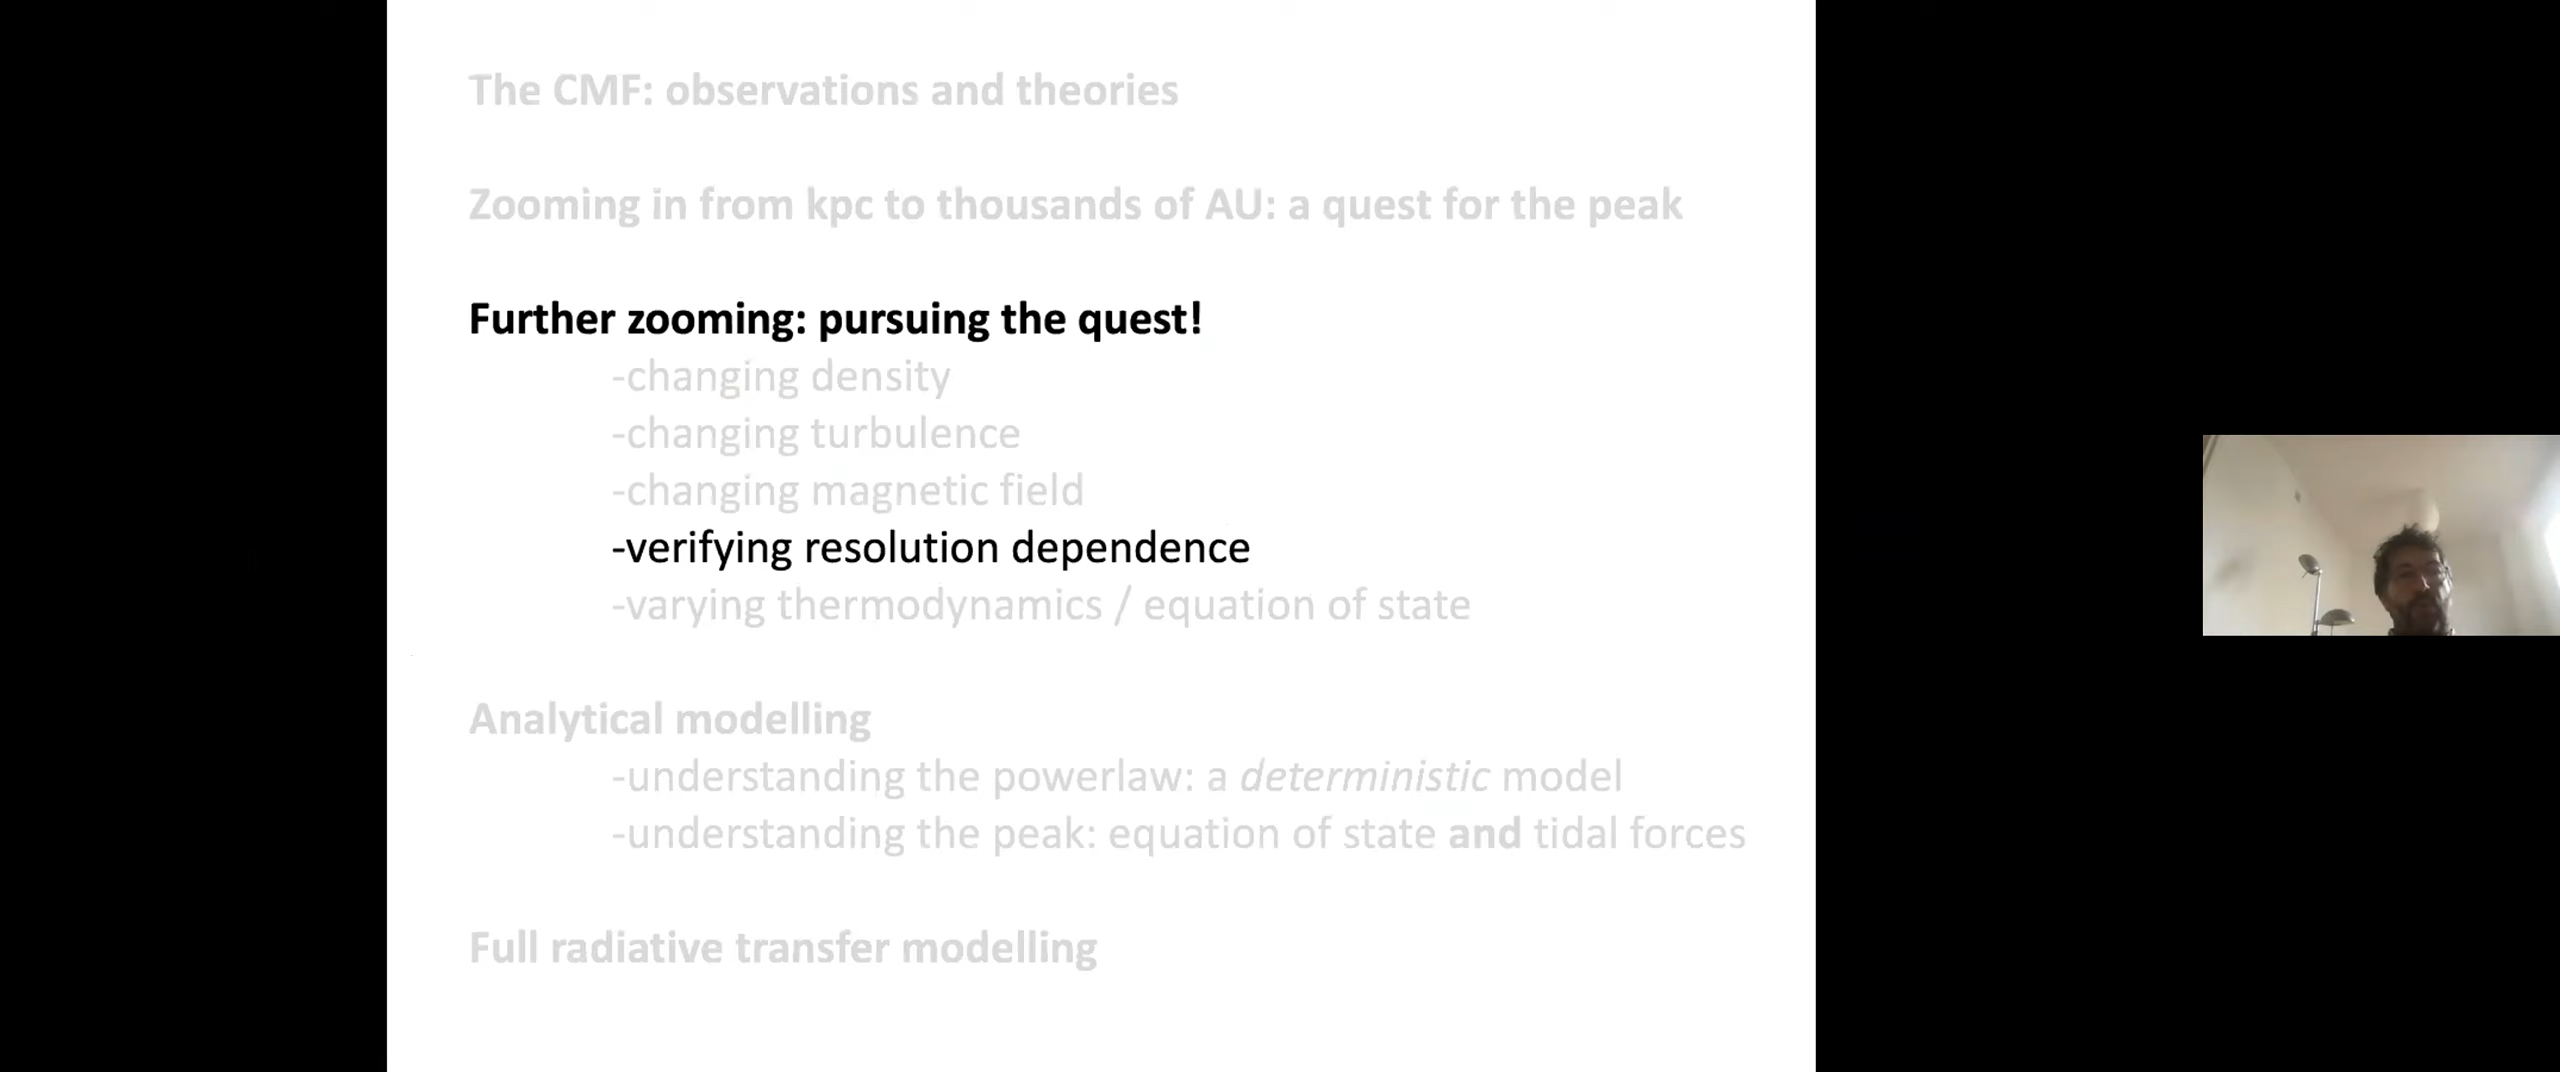 The CMF: observations and theories
Zooming in from kpc to thousands of AU: a quest for the peak
Further zooming: pursuing the quest!
-changing density
-changing turbulence
-changing magnetic field
-verifying resolution dependence
-varying thermodynamics / equation of state
Analytical modelling
-understanding the powerlaw: a deterministic model
-understanding the peak: equation of state and tidal forces
Full radiative transfer modelling